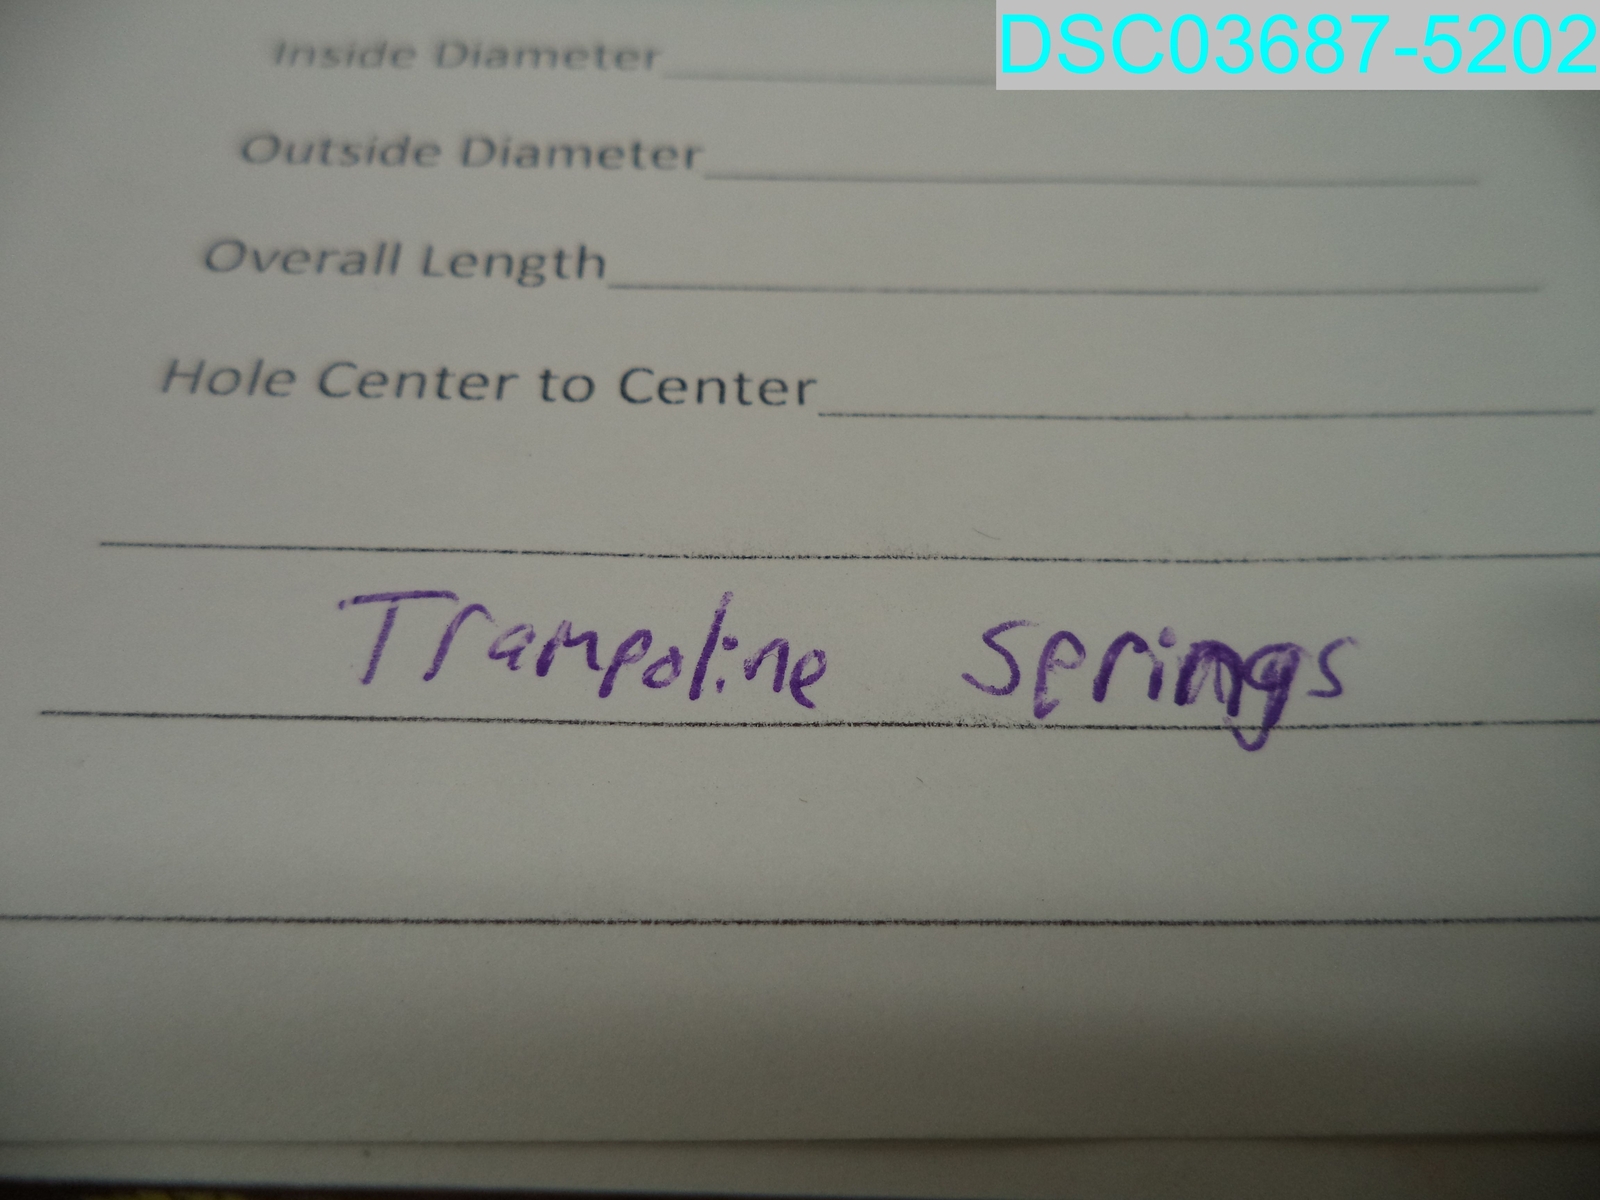 DSC03687-5202
Inside Diameter
Outside Diameter
Overall Length
Hole Center to Center
Trampoline Springs